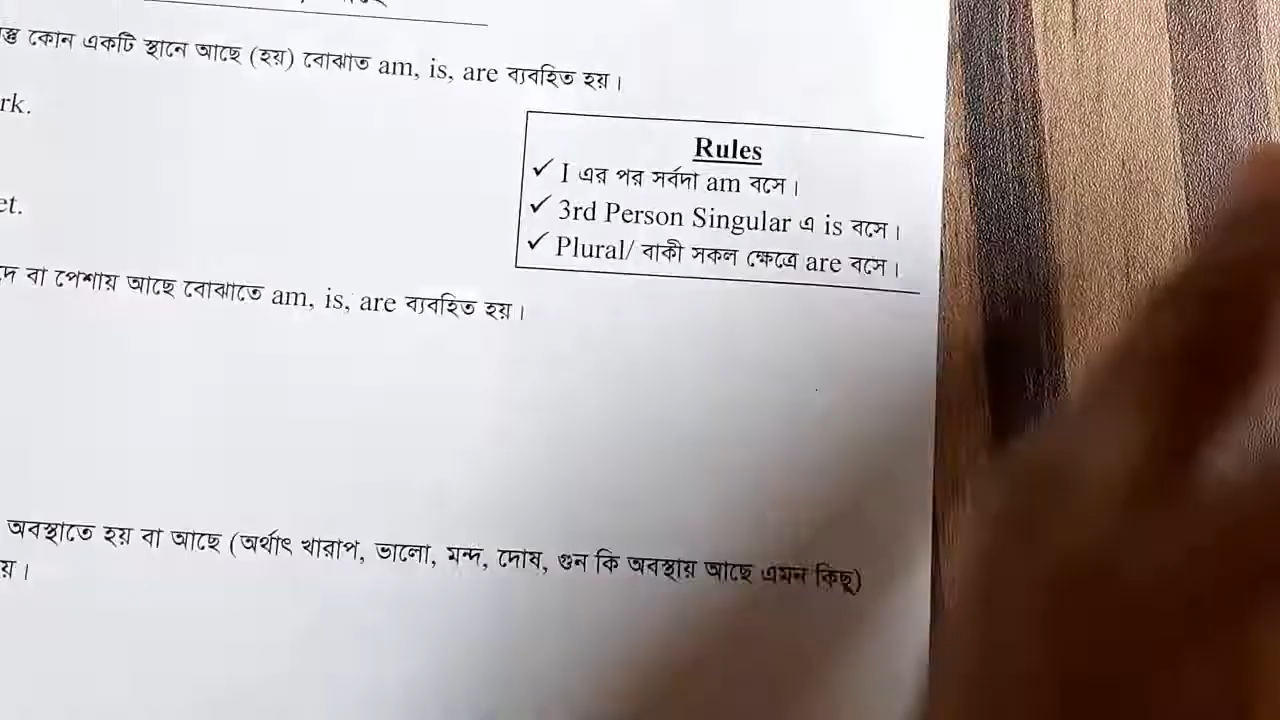 কোন একটি স্থানে আছে (হয়) বোঝাত am, is, are ব্যবহিত হয়।
rk.
Rules
✓ I এর পর সর্বদা am বসে।
✓ 3rd Person Singular এ is বসে।
et.
✓ Plural/ বাকী সকল ক্ষেত্রে are বসে।
বা পেশায় আছে বোঝাতে am, is, are ব্যবহিত হয়।
অবস্থাতে হয় বা আছে (অর্থাৎ খারাপ, ভালো, মন্দ, দোষ, গুন কি অবস্থায় আছে এমন কিছু)
য়।